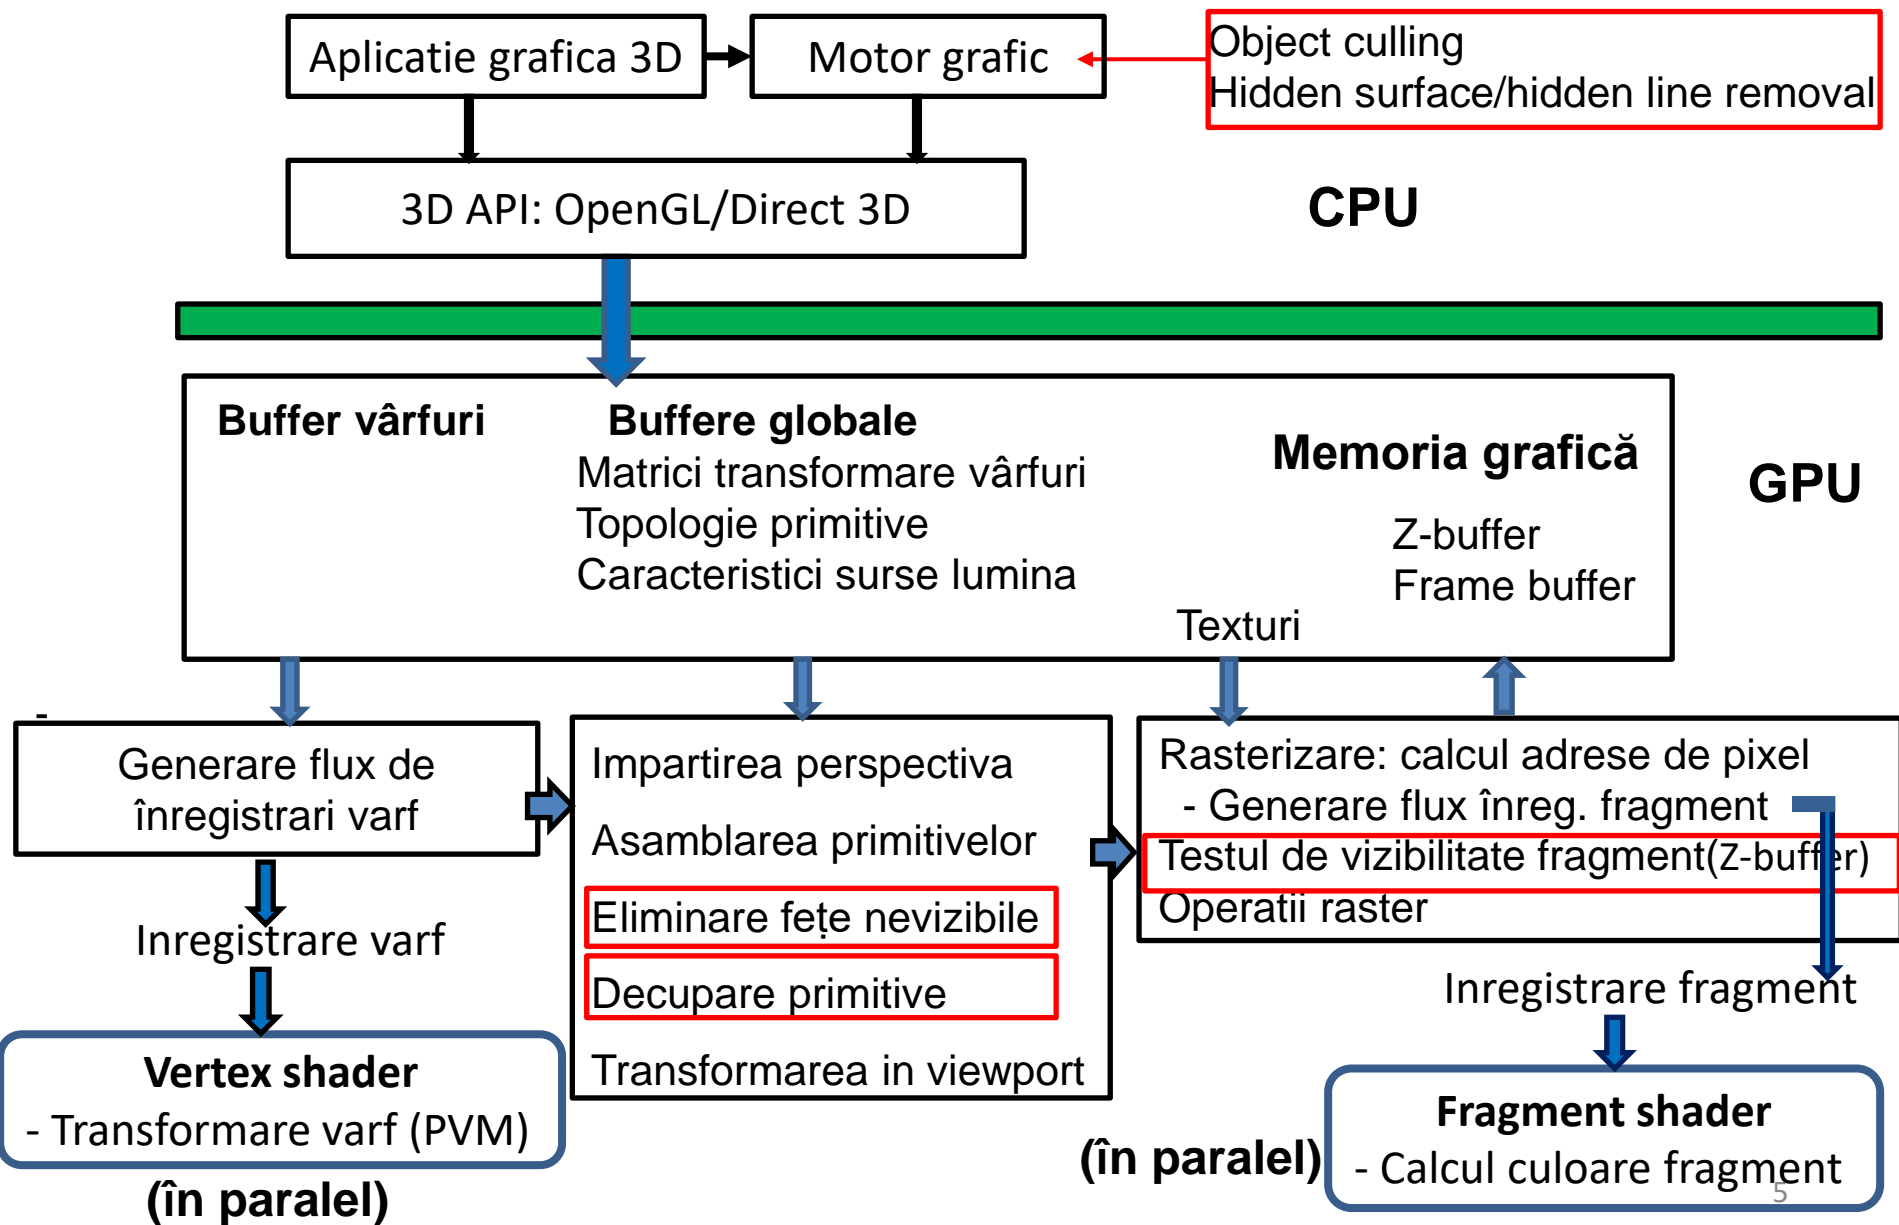 Aplicatie grafica 3D
Motor grafic
Object culling
Hidden surface/hidden line removal
3D API: OpenGL/Direct 3D
CPU
Buffer vârfuri
Buffere globale
Matrici transformare vârfuri
Topologie primitive
Caracteristici surse lumina
Memoria grafică
Z-buffer
Frame buffer
Texturi
GPU
-
Generare flux de
înregistrari varf
Inregistrare varf
Vertex shader
- Transformare varf (PVM)
(în paralel)
Impartirea perspectiva
Asamblarea primitivelor
Eliminare fețe nevizibile
Decupare primitive
Transformarea in viewport
Rasterizare: calcul adrese de pixel
- Generare flux înreg. fragment
Testul de vizibilitate fragment(Z-buffer)
Operatii raster
Inregistrare fragment
Fragment shader
- Calcul culoare fragment
(în paralel)
5